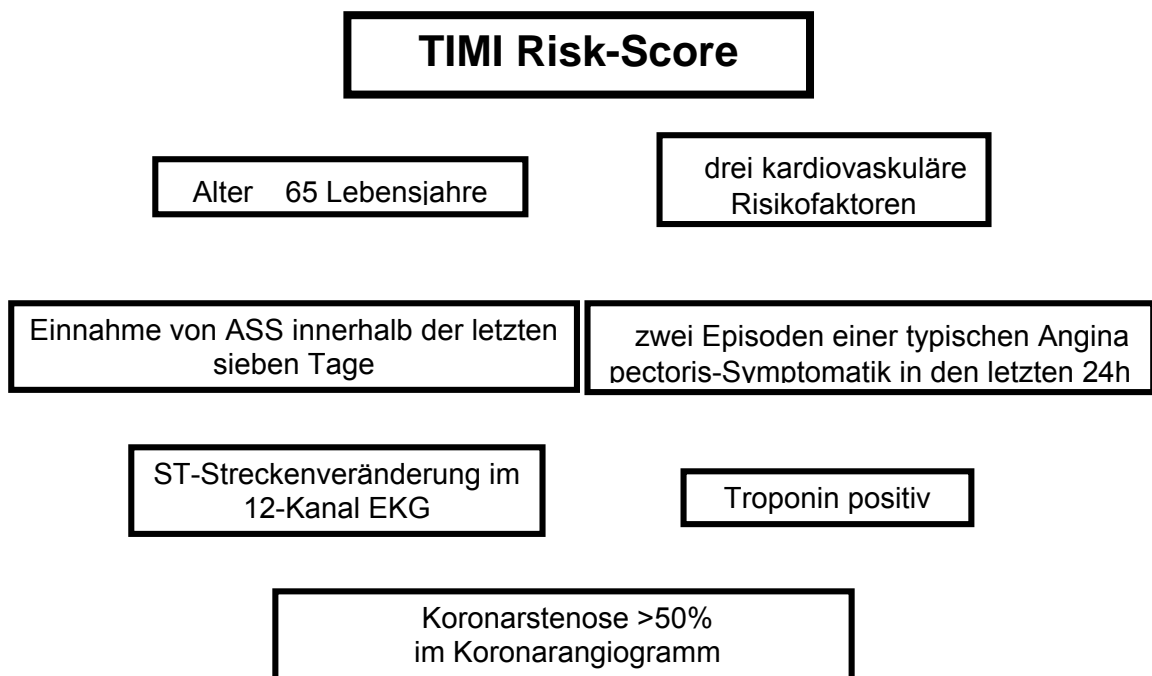 TIMI Risk-Score
Alter 65 Lebensjahre
drei kardiovaskuläre
Risikofaktoren
Einnahme von ASS innerhalb der letzten
sieben Tage
zwei Episoden einer typischen Angina
pectoris-Symptomatik in den letzten 24h
ST-Streckenveränderung im
12-Kanal EKG
Troponin positiv
Koronarstenose >50%
im Koronarangiogramm